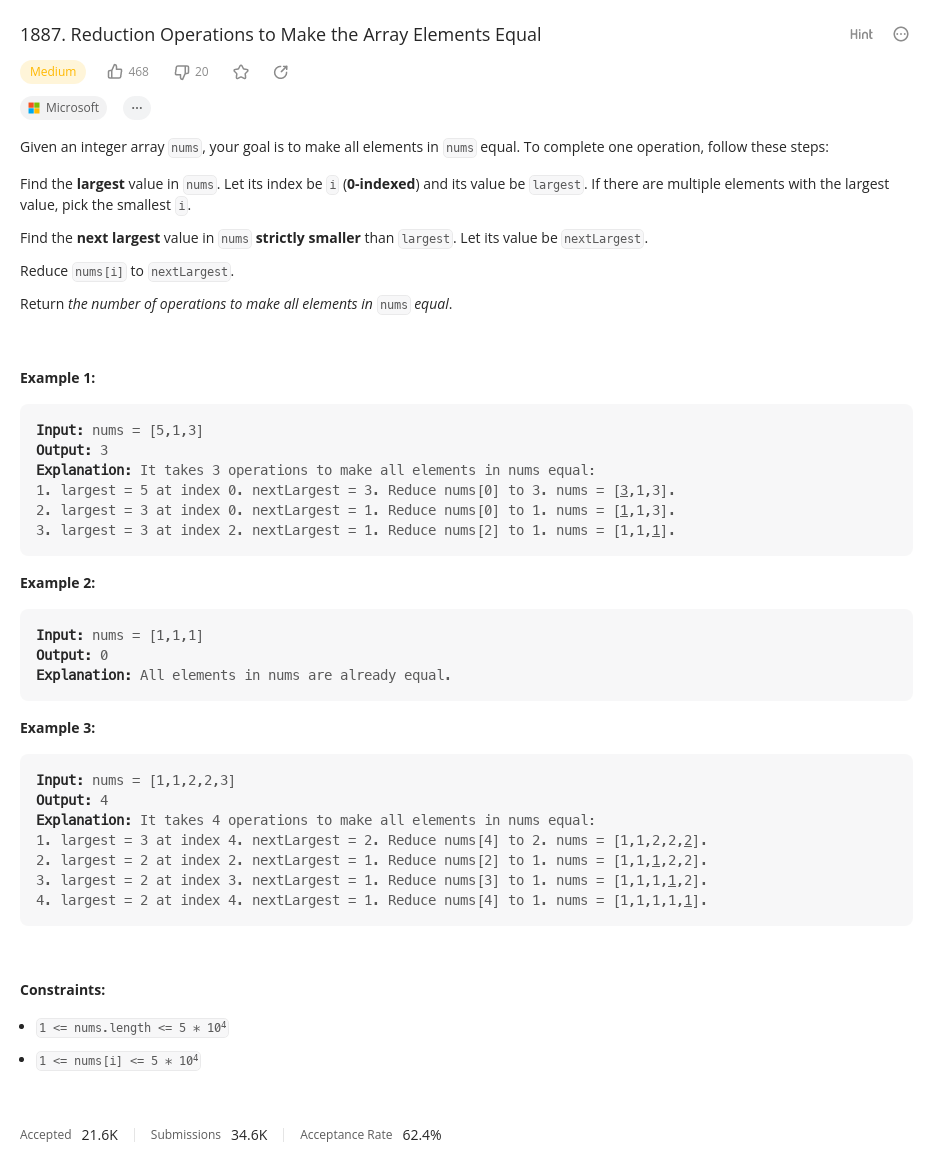 1887. Reduction Operations to Make the Array Elements Equal
Hint
Medium 468 20
Microsoft ...
Given an integer array nums, your goal is to make all elements in nums equal. To complete one operation, follow these steps:
Find the largest value in nums. Let its index be i (0-indexed) and its value be largest. If there are multiple elements with the largest
value, pick the smallest i.
Find the next largest value in nums strictly smaller than largest. Let its value be nextLargest.
Reduce nums[i] to nextLargest.
Return the number of operations to make all elements in nums equal.
Example 1:
Input: nums = [5,1,3]
Output: 3
Explanation: It takes 3 operations to make all elements in nums equal:
1. largest = 5 at index 0. nextLargest = 3. Reduce nums[0] to 3. nums = [3,1,3].
2. largest = 3 at index 0. nextLargest = 1. Reduce nums[0] to 1. nums = [1,1,3].
3. largest = 3 at index 2. nextLargest = 1. Reduce nums[2] to 1. nums = [1,1,1].
Example 2:
Input: nums = [1,1,1]
Output: 0
Explanation: All elements in nums are already equal.
Example 3:
Input: nums = [1,1,2,2,3]
Output: 4
Explanation: It takes 4 operations to make all elements in nums equal:
1. largest = 3 at index 4. nextLargest = 2. Reduce nums[4] to 2. nums = [1,1,2,2,2].
2. largest = 2 at index 2. nextLargest = 1. Reduce nums[2] to 1. nums = [1,1,1,2,2].
3. largest = 2 at index 3. nextLargest = 1. Reduce nums[3] to 1. nums = [1,1,1,1,2].
4. largest = 2 at index 4. nextLargest = 1. Reduce nums[4] to 1. nums = [1,1,1,1,1].
Constraints:
• 1 <= nums.length <= 5 * 10⁴
• 1 <= nums[i] <= 5 * 10⁴
Accepted 21.6K Submissions 34.6K Acceptance Rate 62.4%